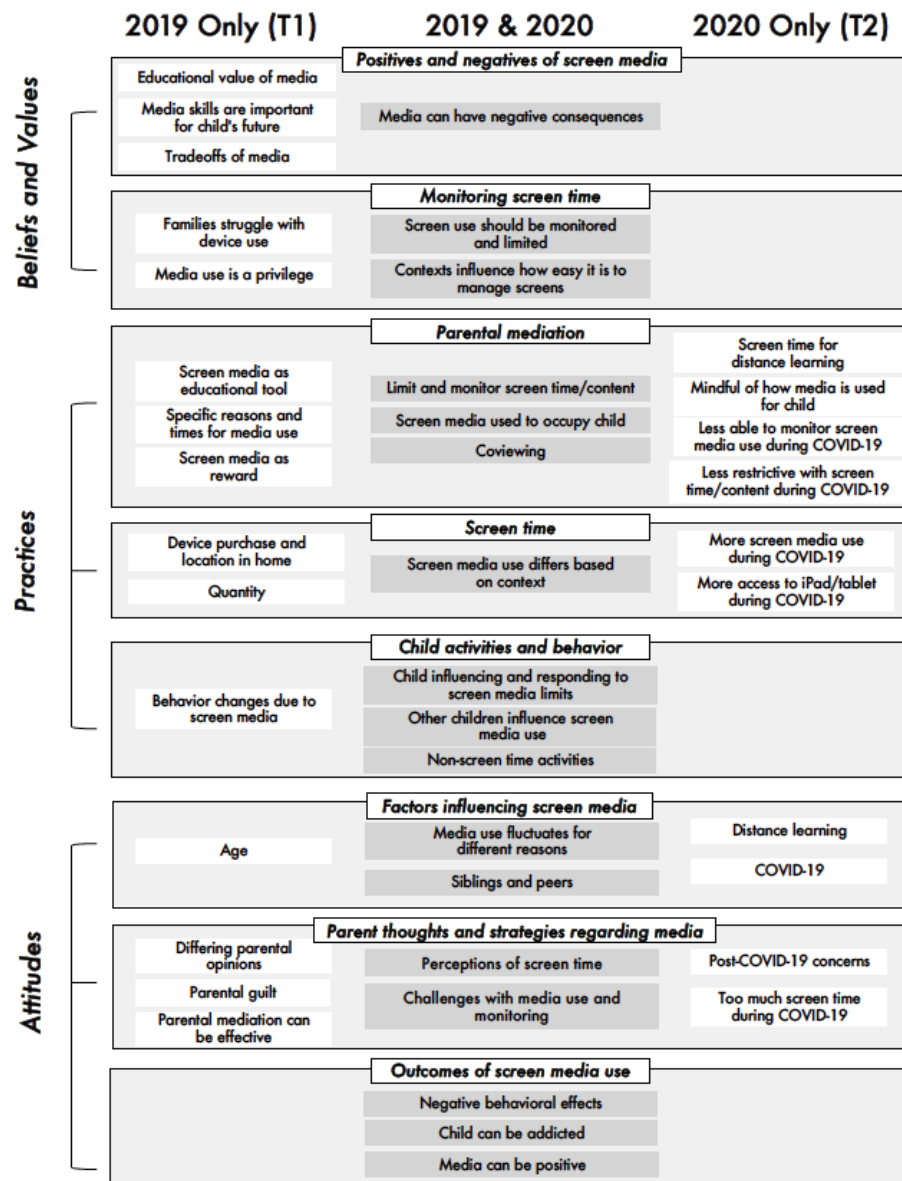 2019 Only (T1)
2019 & 2020
2020 Only (T2)
Beliefs and Values
Positives and negatives of screen media
Educational value of media
Media skills are important
for child's future
Tradeoffs of media
Media can have negative consequences
Monitoring screen time
Families struggle with
device use
Media use is a privilege
Screen use should be monitored
and limited
Contexts influence how easy it is to
manage screens
Practices
Parental mediation
Screen media as
educational tool
Specific reasons and
times for media use
Screen media as
reward
Limit and monitor screen time/content
Screen media used to occupy child
Coviewing
Screen time for
distance learning
Mindful of how media is used
for child
Less able to monitor screen
media use during COVID-19
Less restrictive with screen
time/content during COVID-19
Screen time
Device purchase and
location in home
Quantity
Screen media use differs based
on context
More screen media use
during COVID-19
More access to iPad/tablet
during COVID-19
Child activities and behavior
Behavior changes due to
screen media
Child influencing and responding to
screen media limits
Other children influence screen
media use
Non-screen time activities
Attitudes
Factors influencing screen media
Age
Media use fluctuates for
different reasons
Siblings and peers
Distance learning
COVID-19
Parent thoughts and strategies regarding media
Differing parental
opinions
Parental guilt
Parental mediation can
be effective
Perceptions of screen time
Challenges with media use and
monitoring
Post-COVID-19 concerns
Too much screen time
during COVID-19
Outcomes of screen media use
Negative behavioral effects
Child can be addicted
Media can be positive